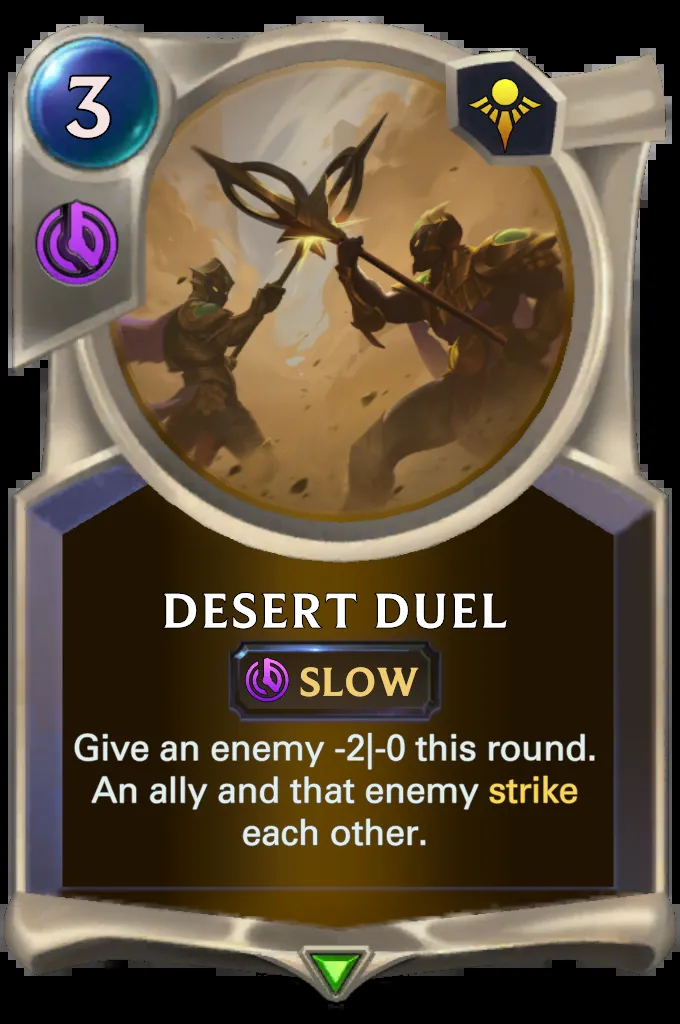 3
DESERT DUEL
SLOW
Give an enemy -2|-0 this round.
An ally and that enemy strike
each other.